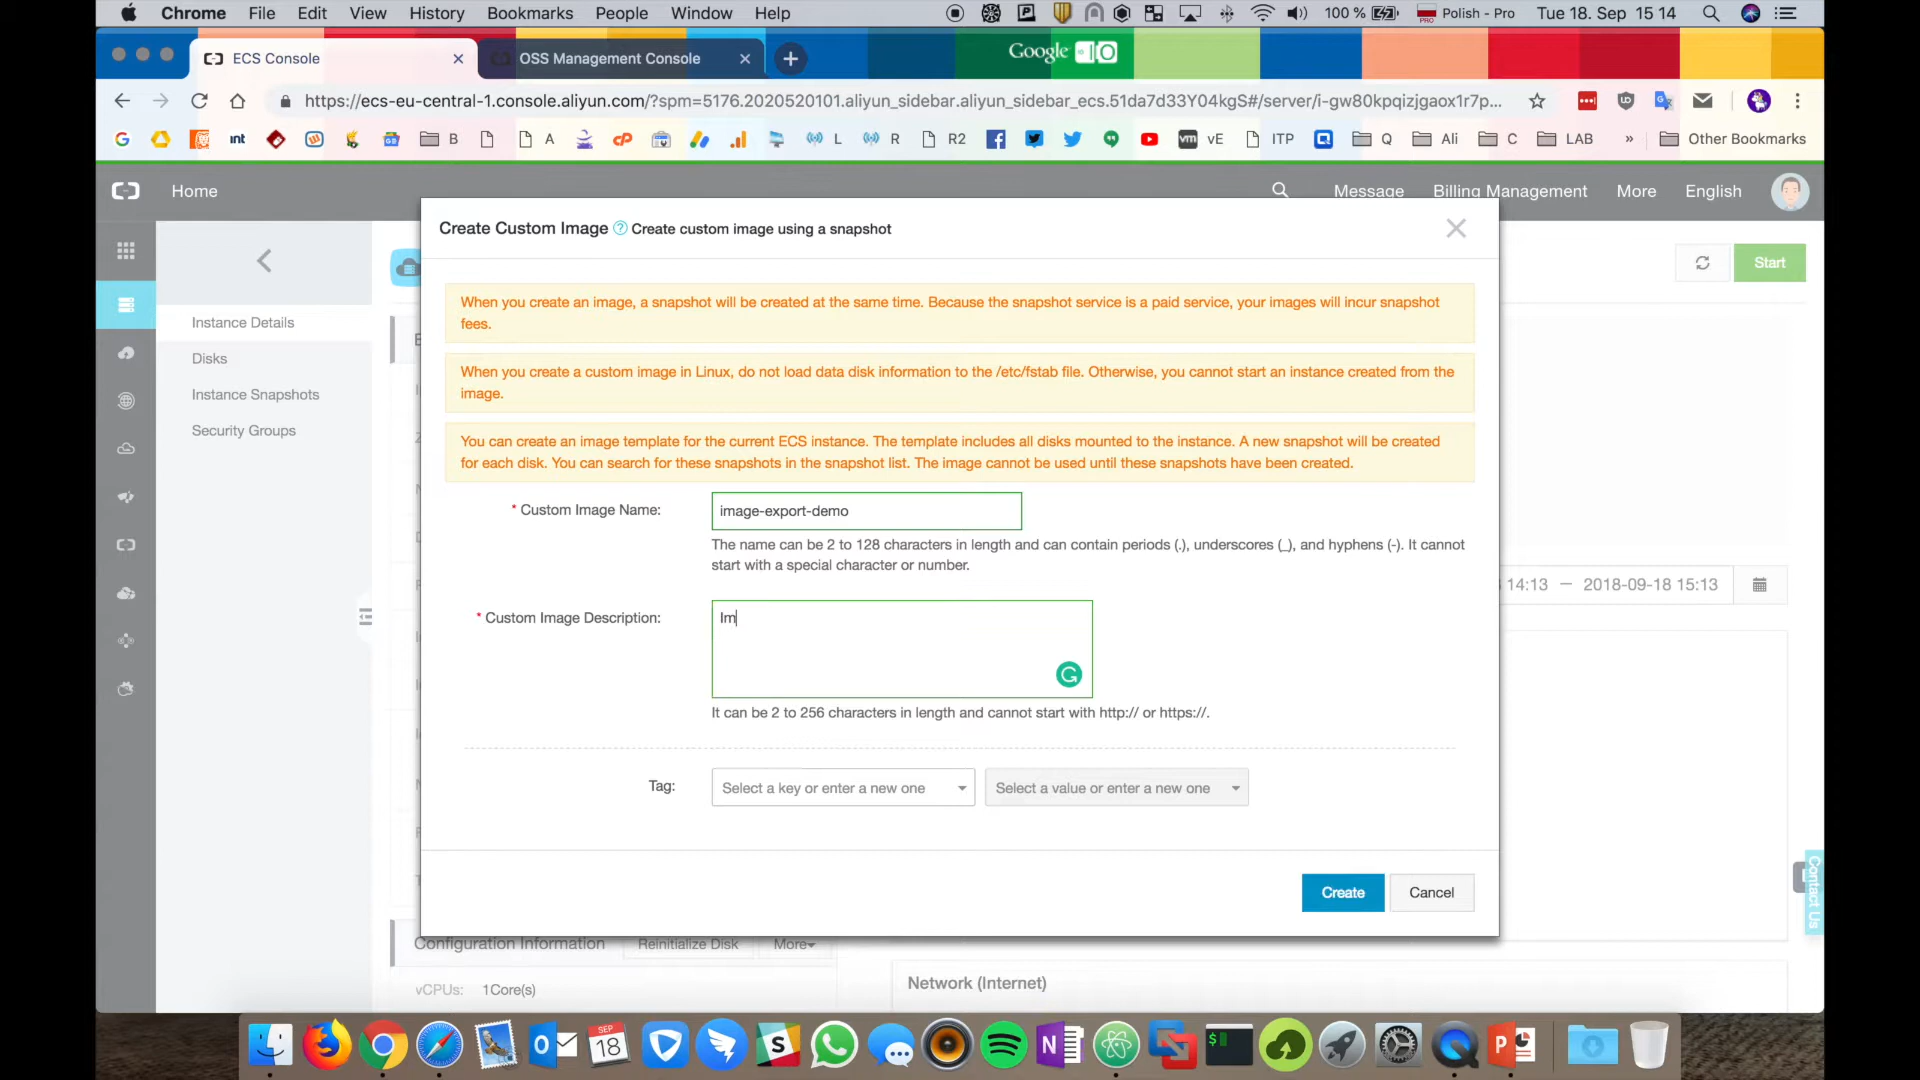 Chrome File Edit View History Bookmarks People Window Help 100 % Polish - Pro Tue 18. Sep 15 14
ECS Console OSS Management Console
Google
https://ecs-eu-central-1.console.aliyun.com/?spm=5176.2020520101.aliyun_sidebar.aliyun_sidebar_ecs.51da7d33Y04kgS#/server/i-gw80kpqizjgaox1r7p...
int B A cP L R R2 vm vE ITP Q Ali C LAB » Other Bookmarks
Home Message Billing Management More English
Create Custom Image Create custom image using a snapshot
Start
When you create an image, a snapshot will be created at the same time. Because the snapshot service is a paid service, your images will incur snapshot
fees.
Instance Details
Disks
Instance Snapshots
Security Groups
When you create a custom image in Linux, do not load data disk information to the /etc/fstab file. Otherwise, you cannot start an instance created from the
image.
You can create an image template for the current ECS instance. The template includes all disks mounted to the instance. A new snapshot will be created
for each disk. You can search for these snapshots in the snapshot list. The image cannot be used until these snapshots have been created.
* Custom Image Name: image-export-demo
The name can be 2 to 128 characters in length and can contain periods (.), underscores (_), and hyphens (-). It cannot
start with a special character or number.
14:13 — 2018-09-18 15:13
* Custom Image Description: Im
It can be 2 to 256 characters in length and cannot start with http:// or https://.
Tag: Select a key or enter a new one Select a value or enter a new one
Create Cancel
Contact Us
Configuration Information Reinitialize Disk More
vCPUs: 1Core(s)
Network (Internet)
SEP
18